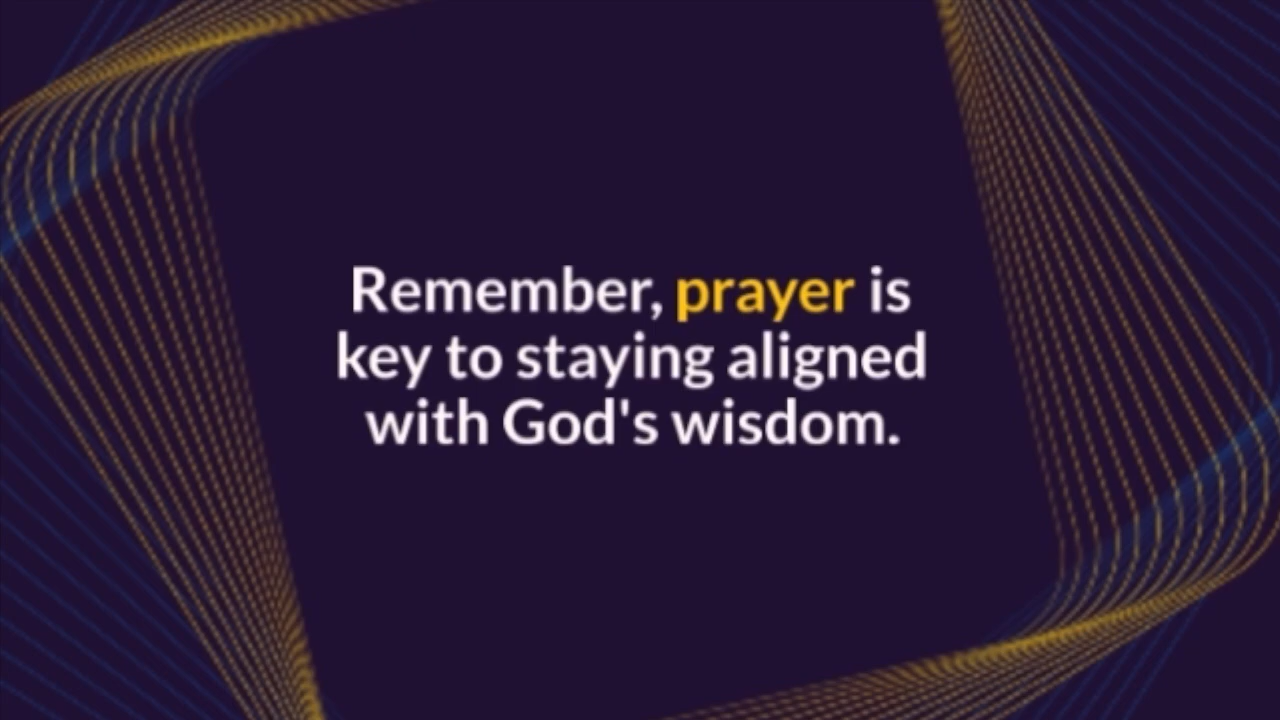 Remember, prayer is
key to staying aligned
with God's wisdom.